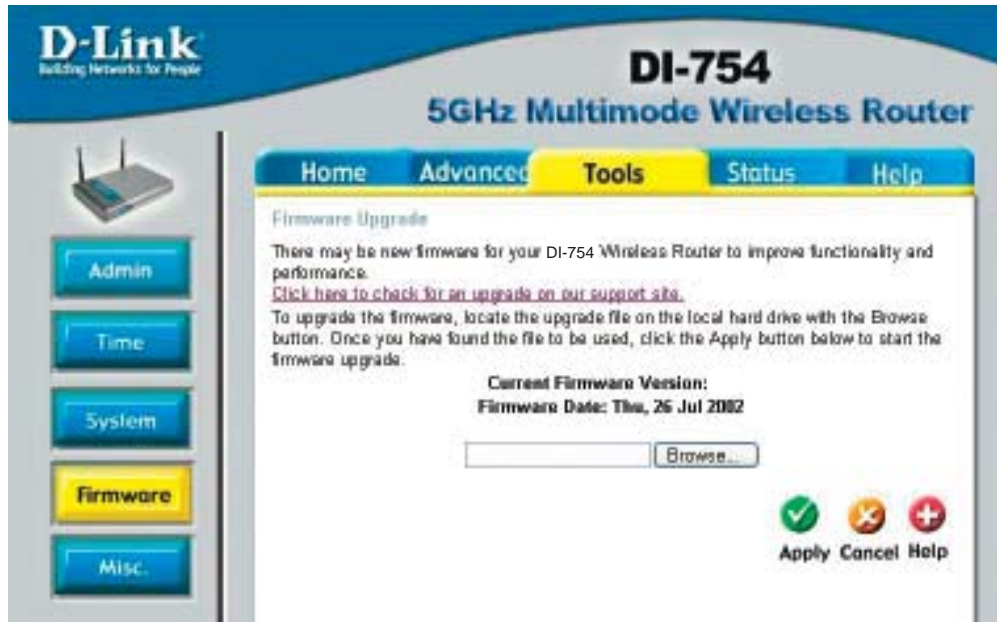 D-Link
Building Networks for People
DI-754
5GHz Multimode Wireless Router
Home
Advanced
Tools
Status
Help
Admin
Time
System
Firmware
Misc.
Firmware Upgrade
There may be new firmware for your DI-754 Wireless Router to improve functionality and
performance.
Click here to check for an upgrade on our support site.
To upgrade the firmware, locate the upgrade file on the local hard drive with the Browse
button. Once you have found the file to be used, click the Apply button below to start the
firmware upgrade.
Current Firmware Version:
Firmware Date: Thu, 26 Jul 2002
Browse...
Apply
Cancel
Help